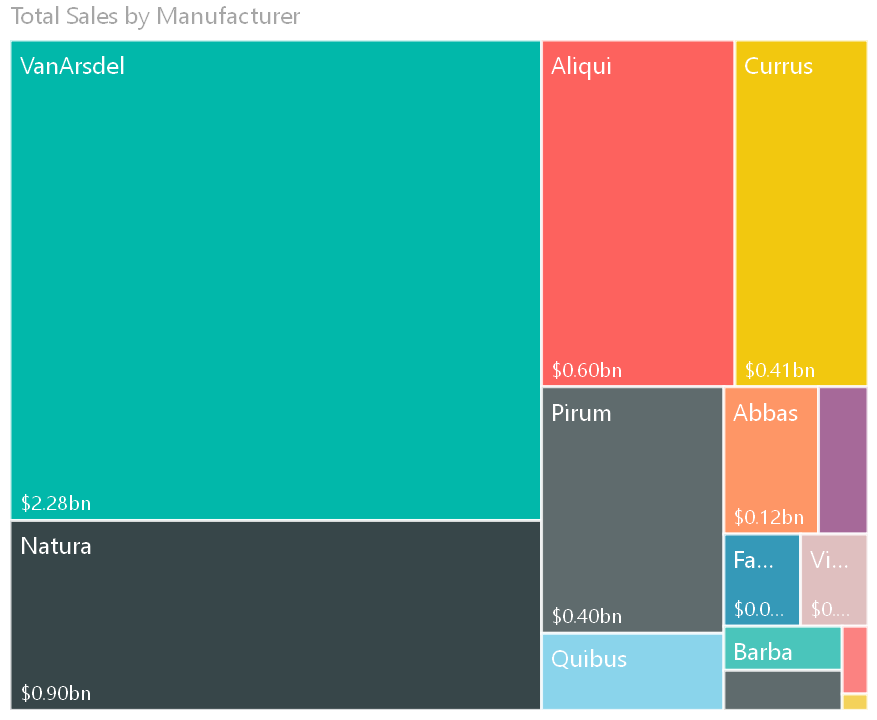 Total Sales by Manufacturer
VanArsdel
$2.28bn
Natura
$0.90bn
Aliqui
$0.60bn
Currus
$0.41bn
Pirum
$0.40bn
Quibus
Abbas
$0.12bn
Fa...
$0.0...
Vi...
$0....
Barba